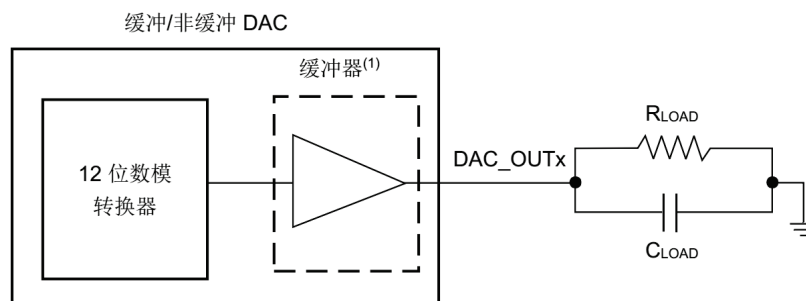 缓冲/非缓冲 DAC
缓冲器(1)
12 位数模
转换器
DAC_OUTx
RLOAD
CLOAD